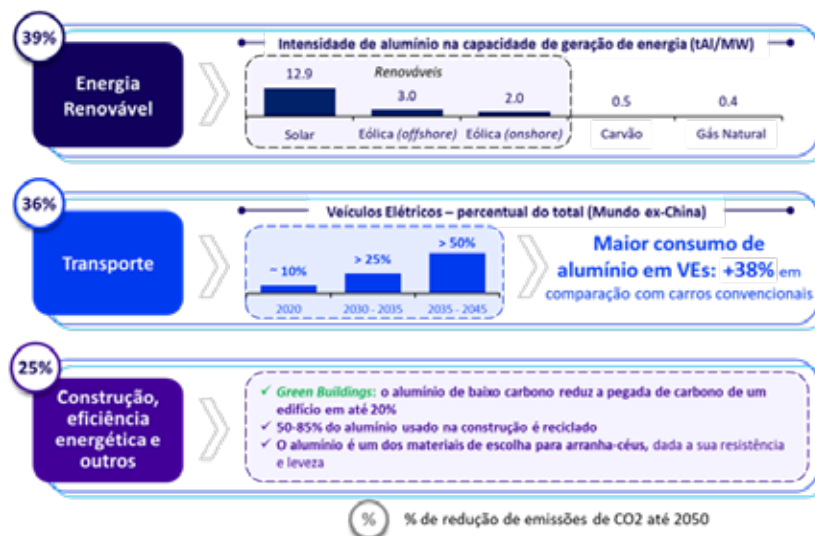 39%
Energia
Renovável
Intensidade de alumínio na capacidade de geração de energia (tAl/MW)
Renováveis
12.9
3.0
2.0
0.5
0.4
Solar
Eólica (offshore)
Eólica (onshore)
Carvão
Gás Natural
36%
Transporte
Veículos Elétricos – percentual do total (Mundo ex-China)
~ 10%
> 25%
> 50%
2020
2030 - 2035
2035 - 2045
Maior consumo de
alumínio em VEs: +38% em
comparação com carros convencionais
25%
Construção,
eficiência
energética e
outros
✓ Green Buildings: o alumínio de baixo carbono reduz a pegada de carbono de um
edifício em até 20%
✓ 50-85% do alumínio usado na construção é reciclado
✓ O alumínio é um dos materiais de escolha para arranha-céus, dada a sua resistência
e leveza
% % de redução de emissões de CO2 até 2050